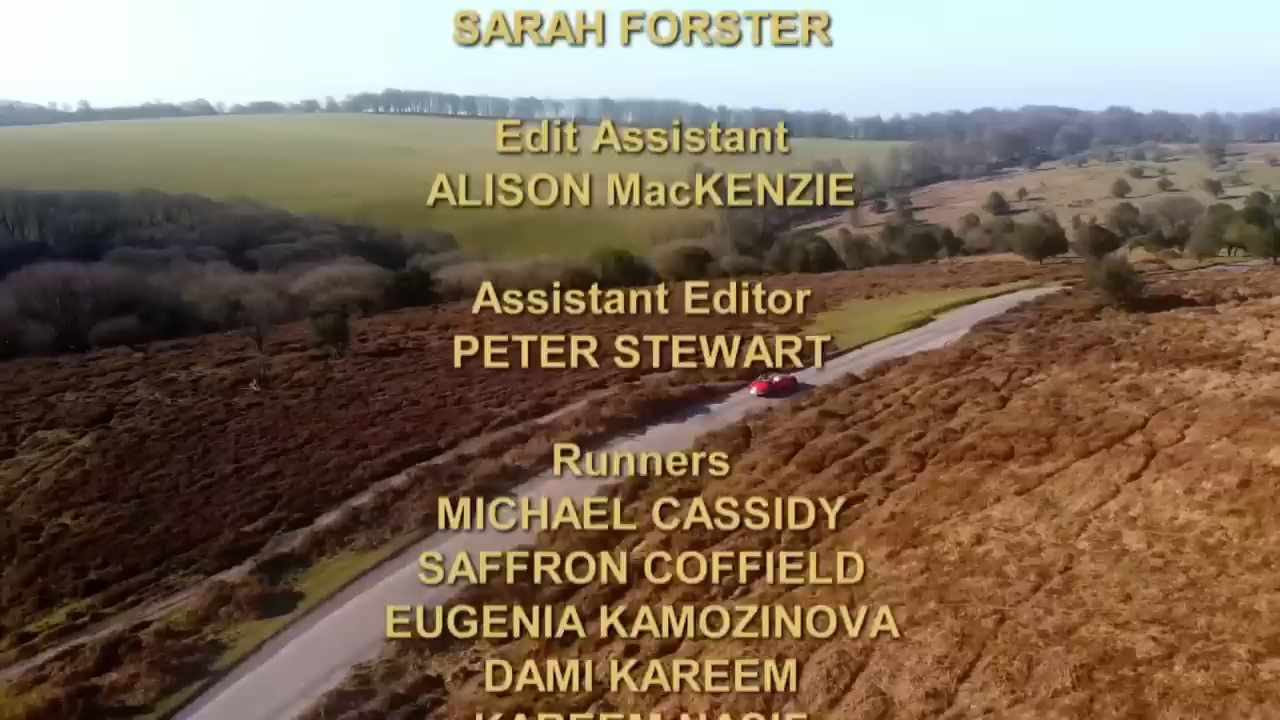 SARAH FORSTER
Edit Assistant
ALISON MacKENZIE
Assistant Editor
PETER STEWART
Runners
MICHAEL CASSIDY
SAFFRON COFFIELD
EUGENIA KAMOZINOVA
DAMI KAREEM